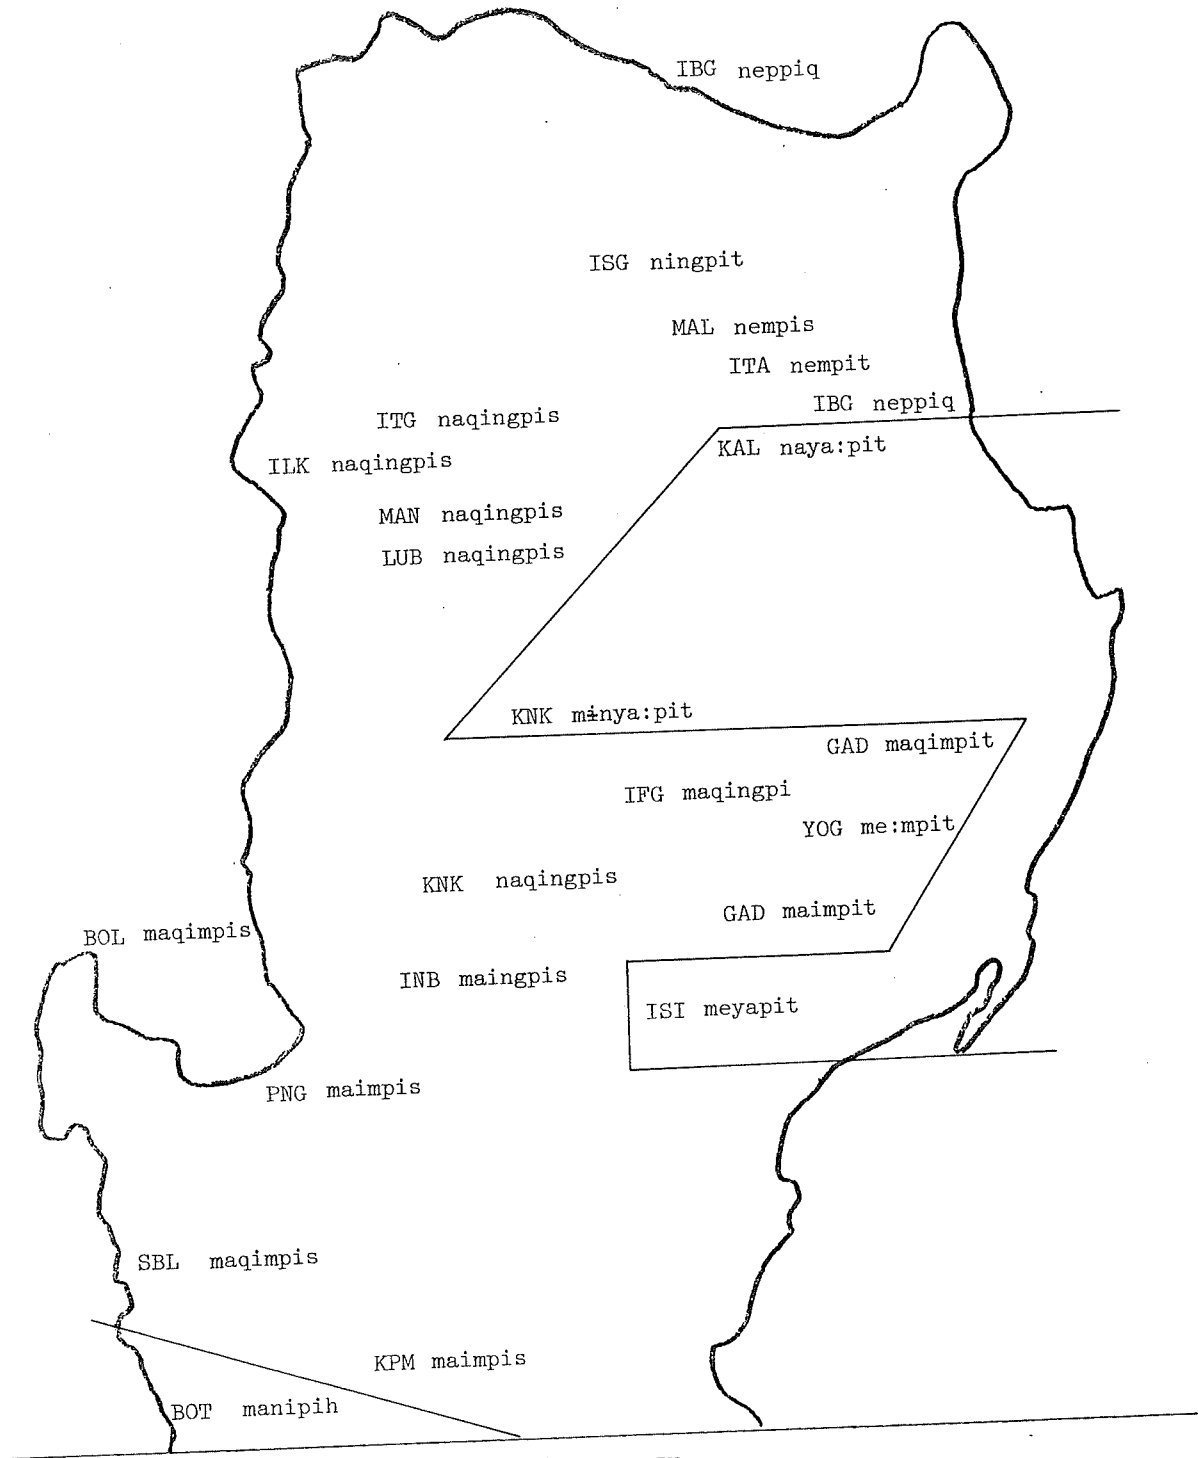 IBG neppiq
ISG ningpit
MAL nempis
ITA nempit
IBG neppiq
ITG naqingpis
KAL naya:pit
ILK naqingpis
MAN naqingpis
LUB naqingpis
KNK mɨnya:pit
GAD maqimpit
IFG maqingpi
YOG me:mpit
KNK naqingpis
GAD maimpit
BOL maqimpis
INB maingpis
ISI meyapit
PNG maimpis
SBL maqimpis
KPM maimpis
BOT manipih